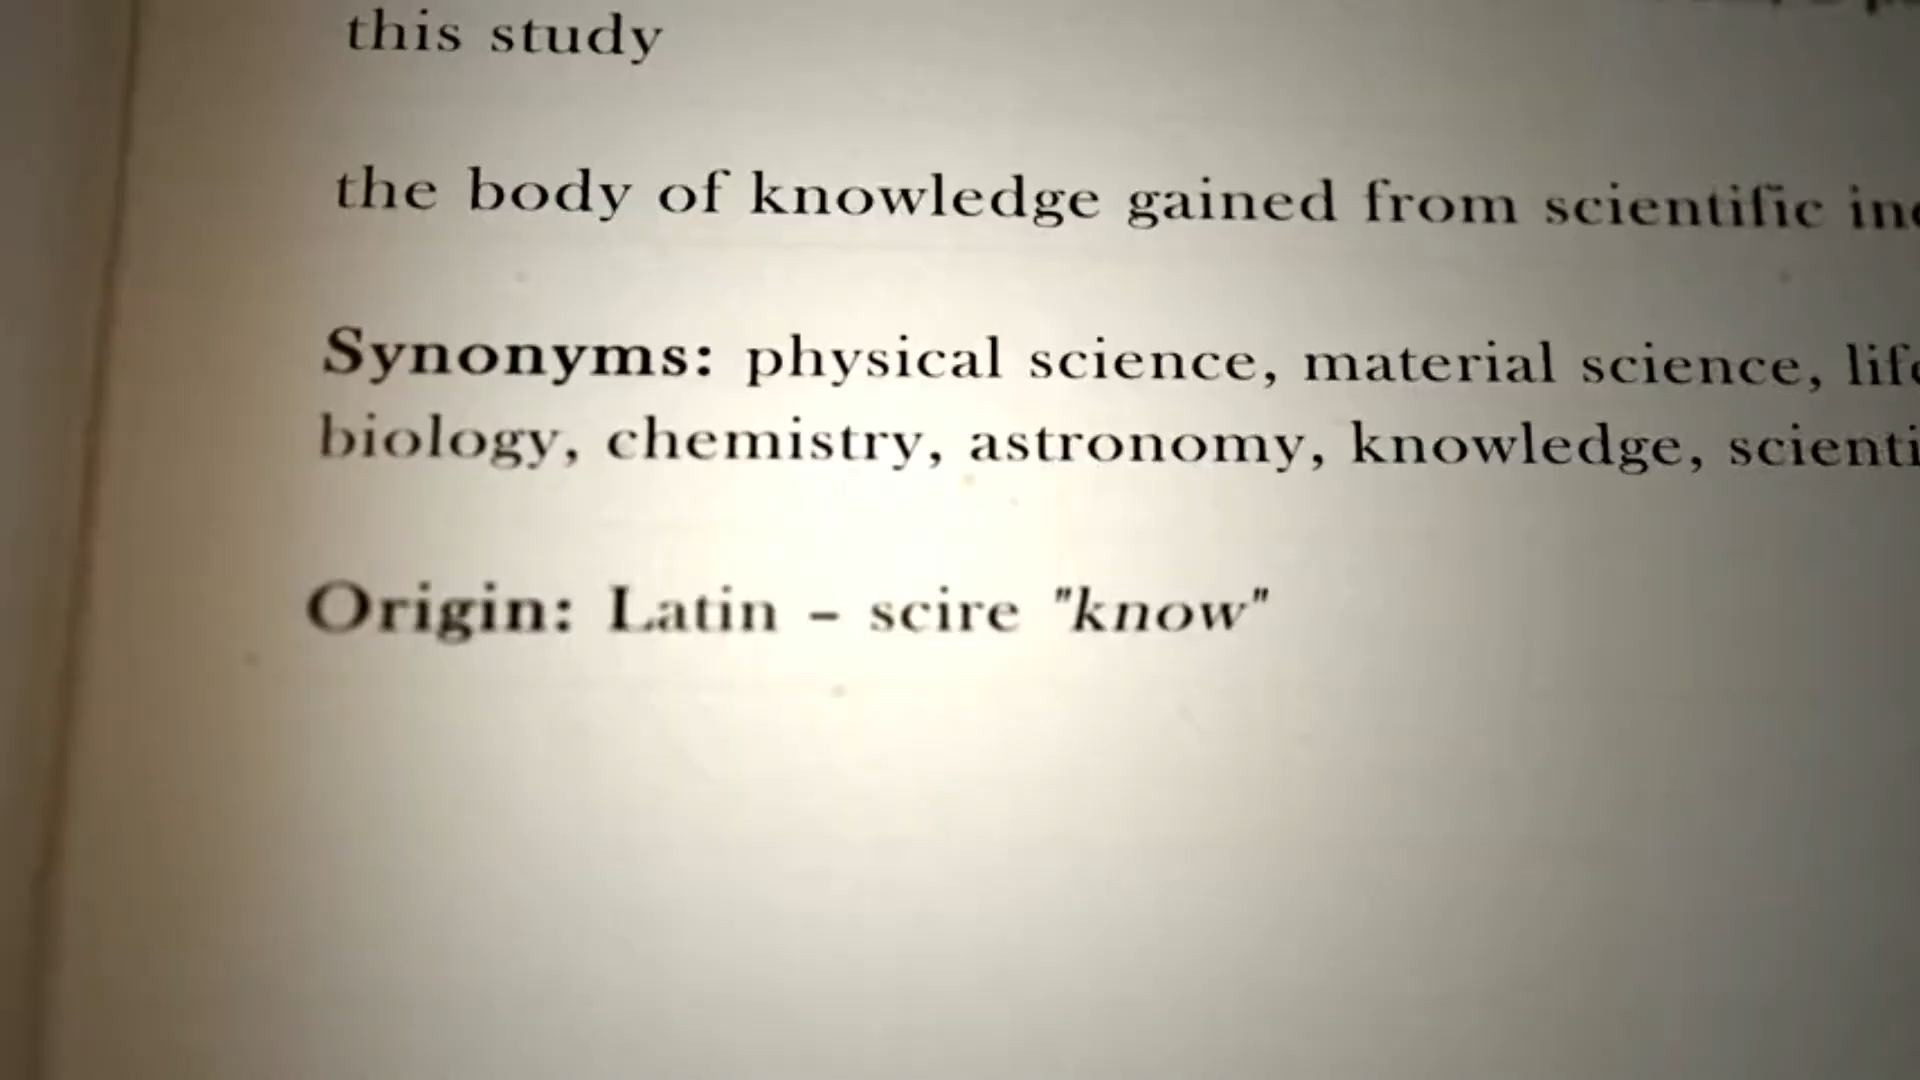 this study
the body of knowledge gained from scientific
Synonyms: physical science, material science,
biology, chemistry, astronomy, knowledge,
Origin: Latin – scire "know"